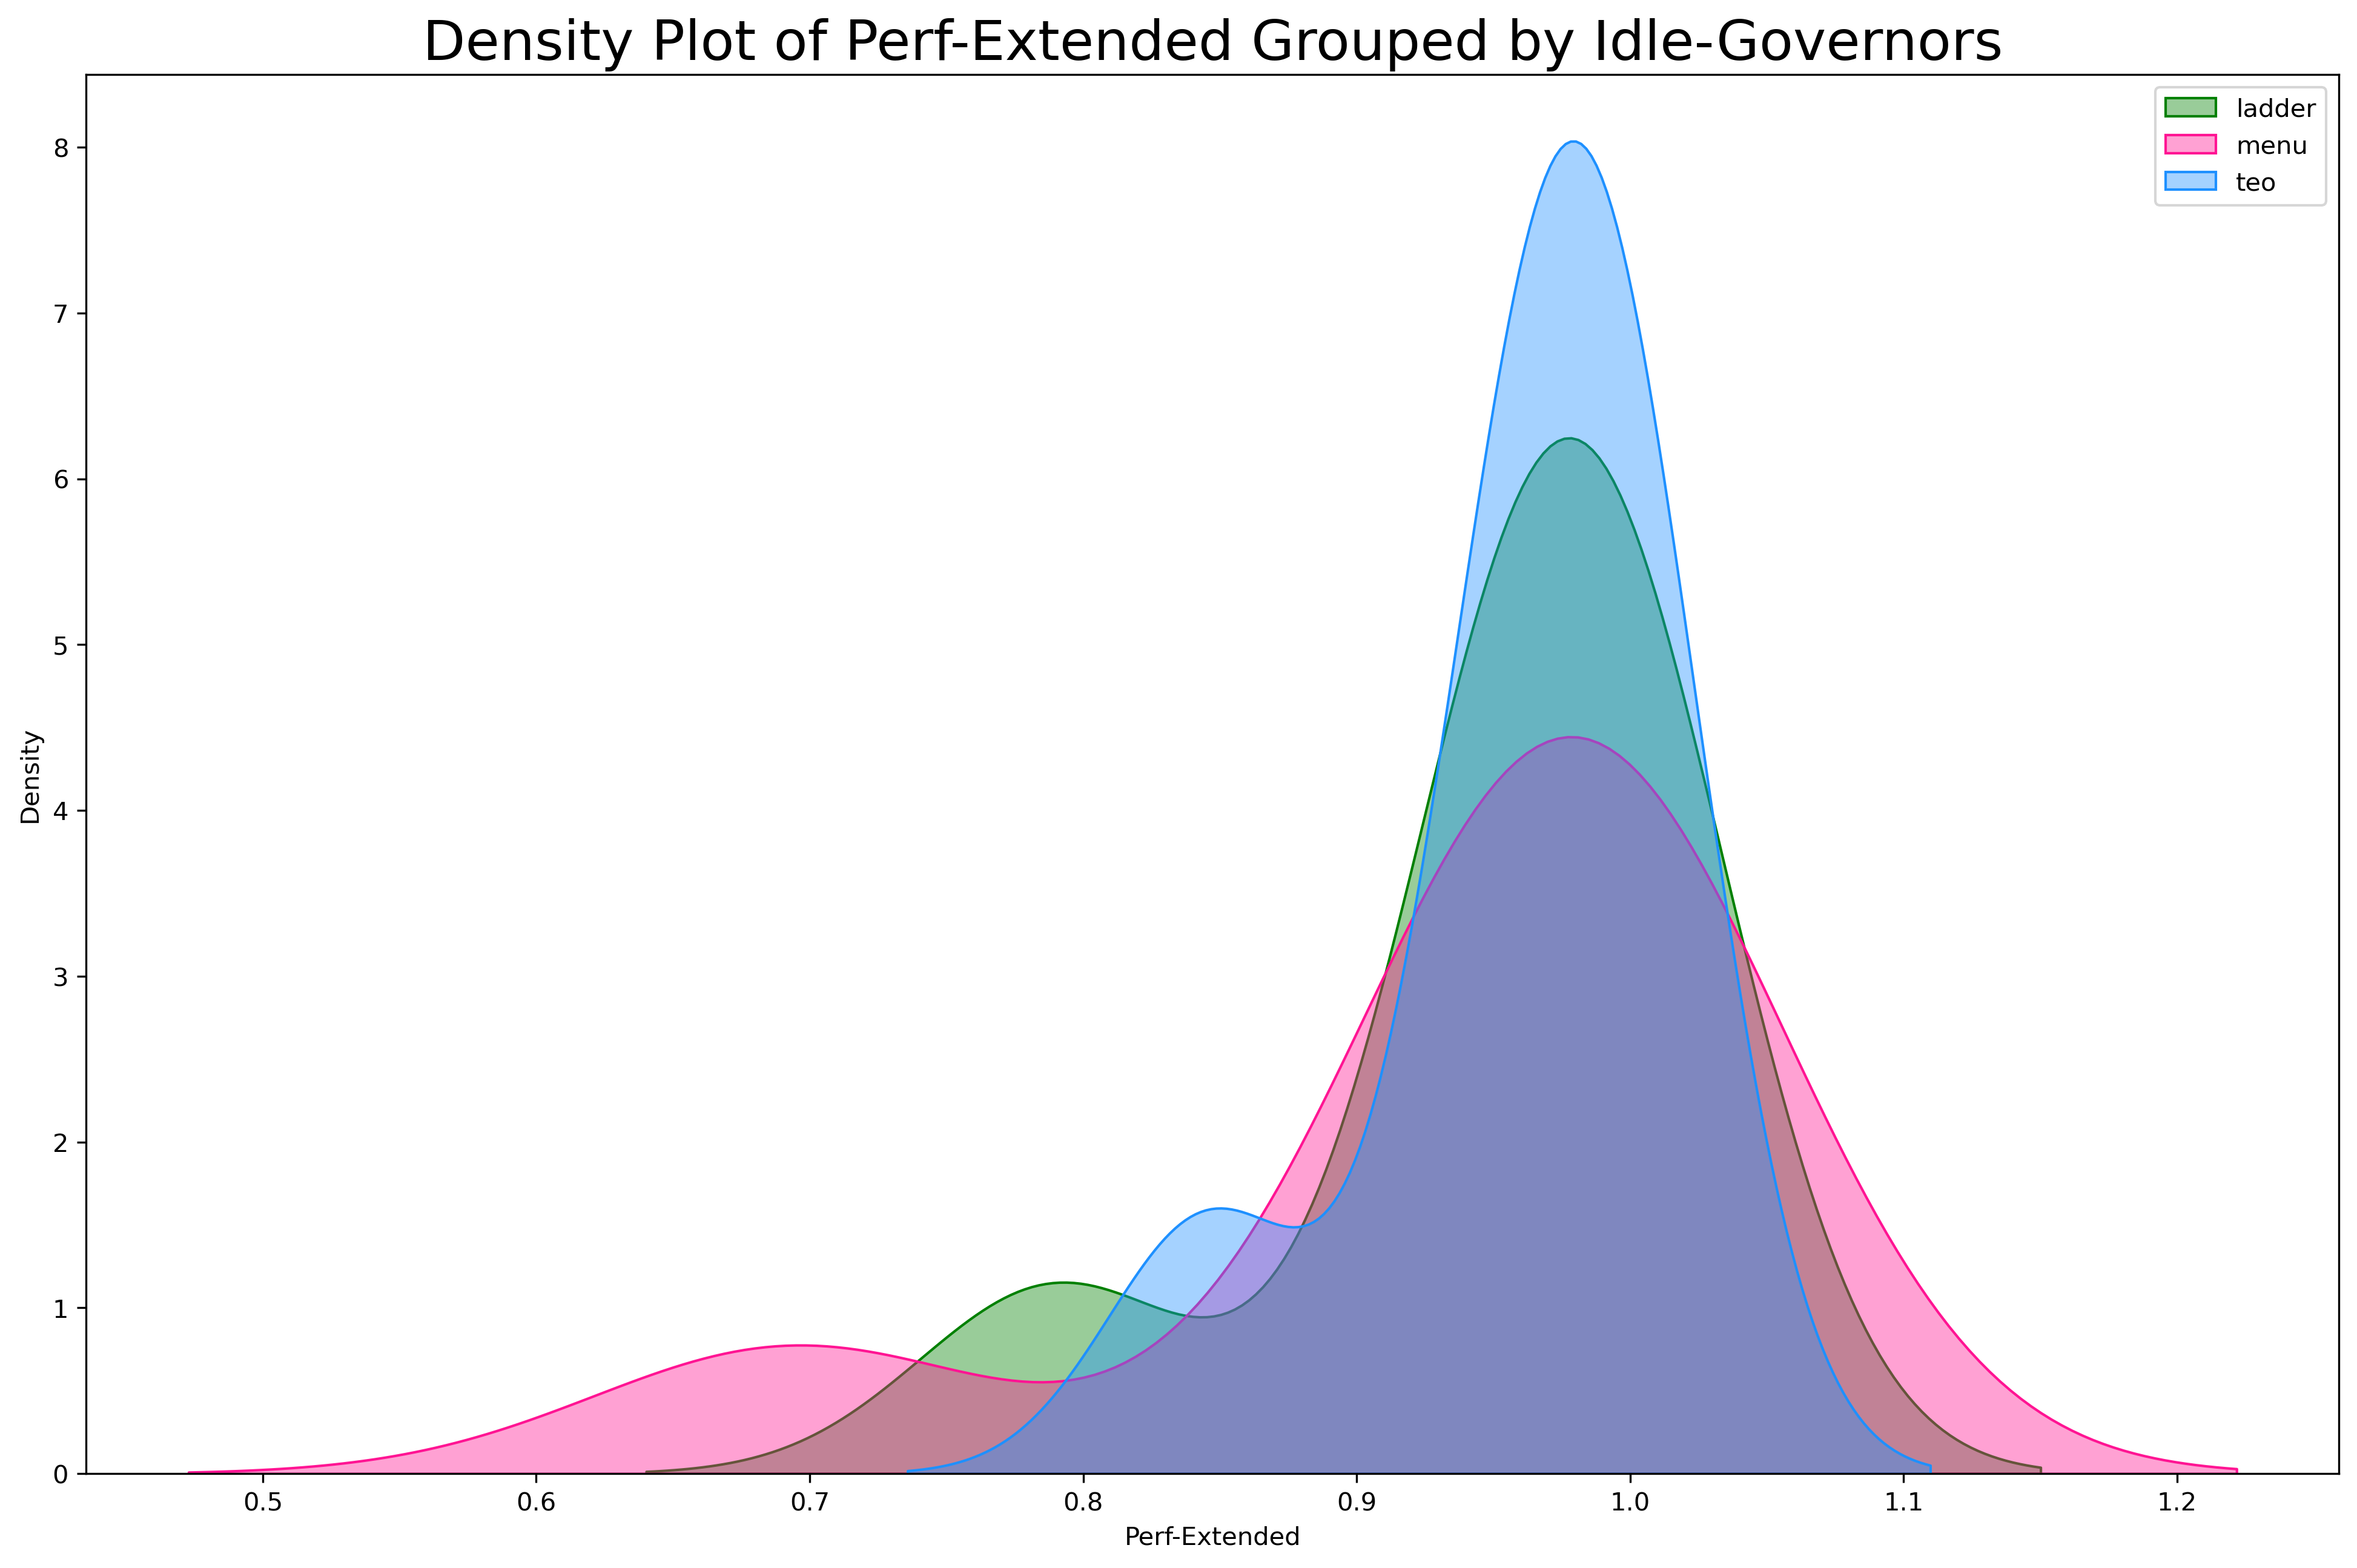 Density Plot of Perf-Extended Grouped by Idle-Governors
ladder
menu
teo
8
7
6
5
4
3
2
1
0
Density
0.5 0.6 0.7 0.8 0.9 1.0 1.1 1.2
Perf-Extended